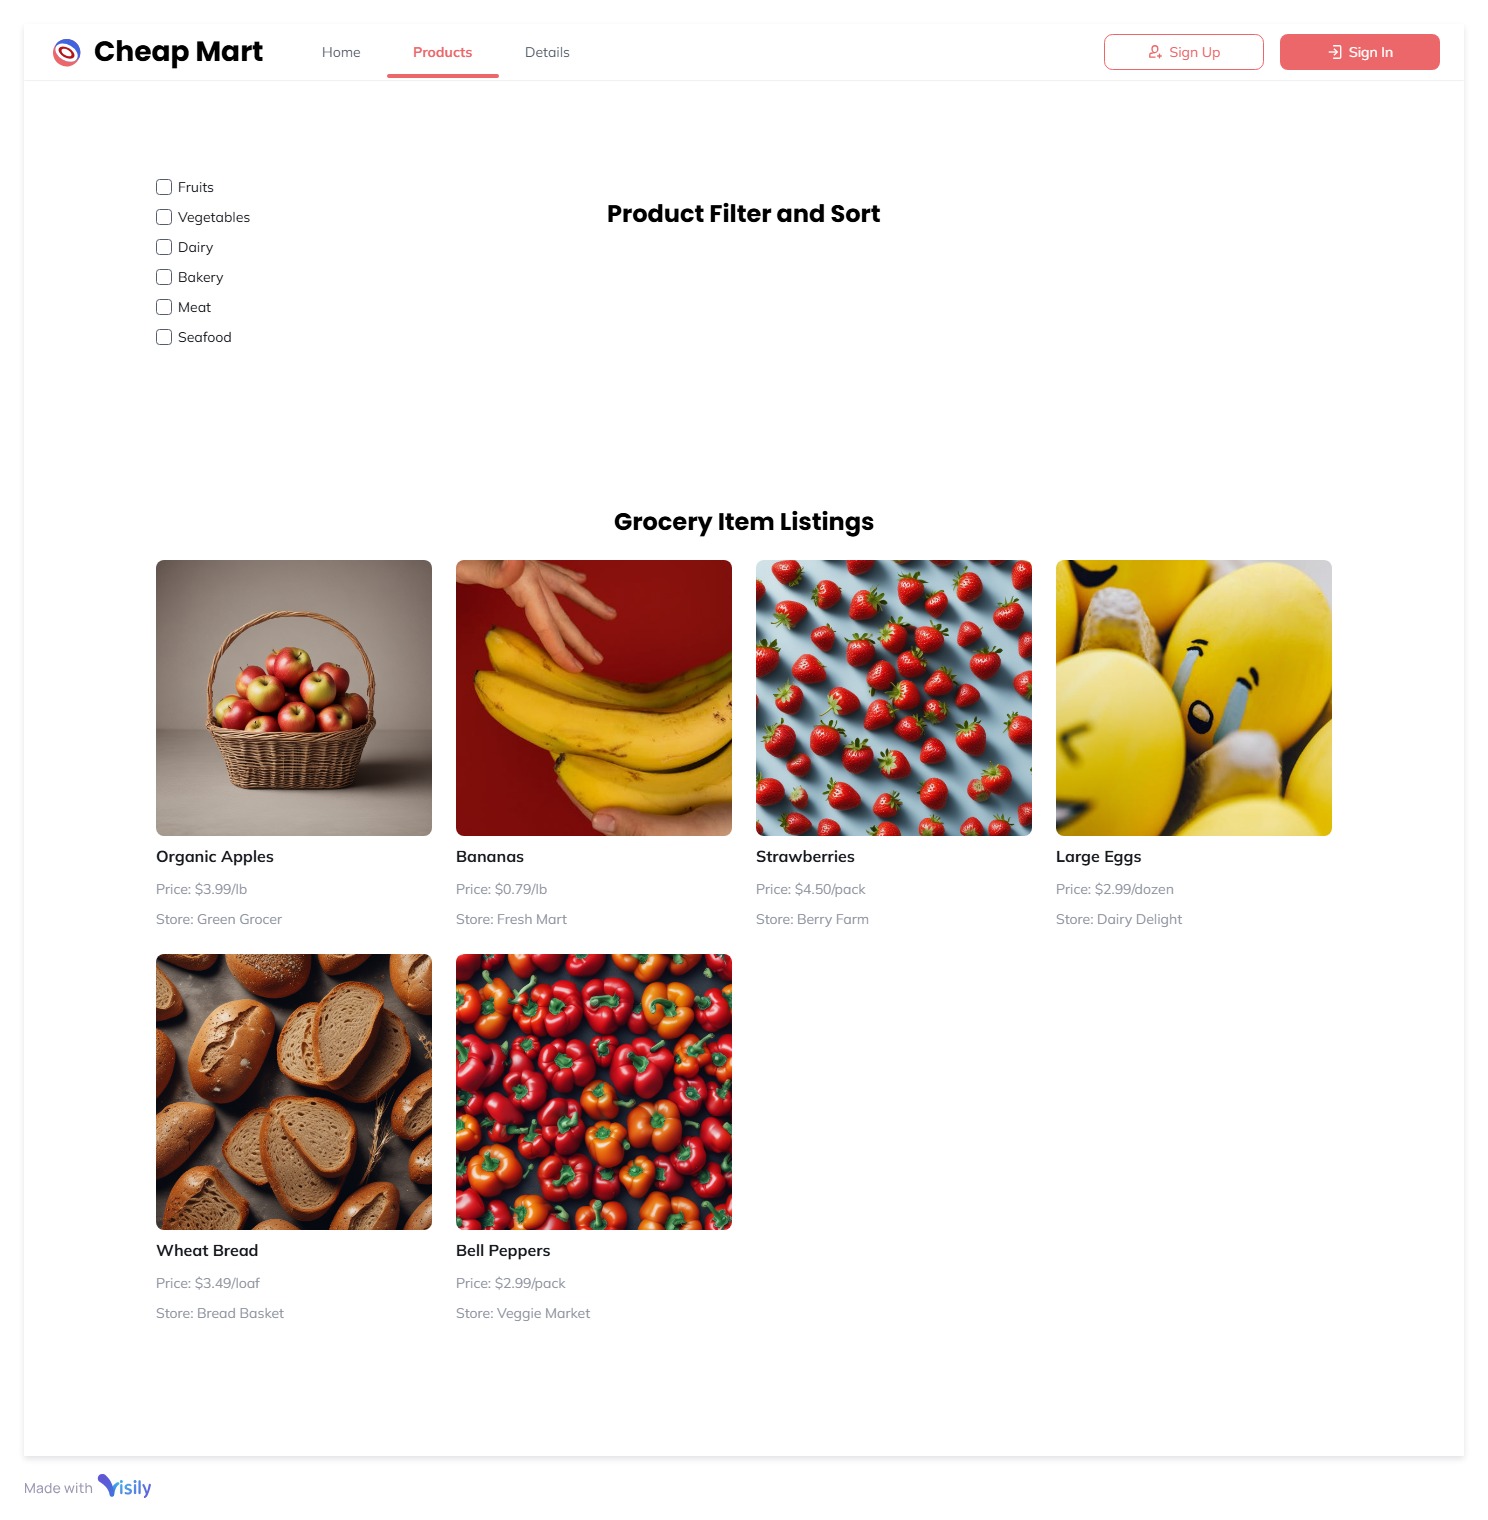 Cheap Mart
Home
Products
Details
Sign Up
Sign In
Fruits
Vegetables
Dairy
Bakery
Meat
Seafood
Product Filter and Sort
Grocery Item Listings
Organic Apples
Price: $3.99/lb
Store: Green Grocer
Bananas
Price: $0.79/lb
Store: Fresh Mart
Strawberries
Price: $4.50/pack
Store: Berry Farm
Large Eggs
Price: $2.99/dozen
Store: Dairy Delight
Wheat Bread
Price: $3.49/loaf
Store: Bread Basket
Bell Peppers
Price: $2.99/pack
Store: Veggie Market
Made with Visily